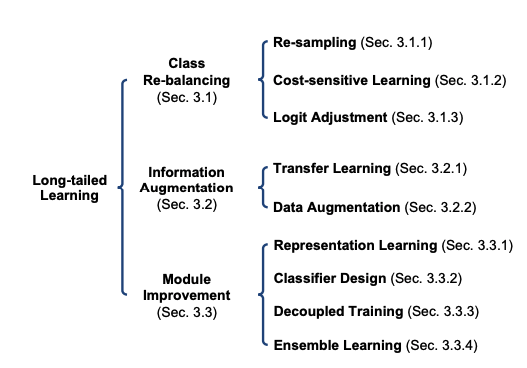 Long-tailed
Learning
Class
Re-balancing
(Sec. 3.1)
Re-sampling (Sec. 3.1.1)
Cost-sensitive Learning (Sec. 3.1.2)
Logit Adjustment (Sec. 3.1.3)
Information
Augmentation
(Sec. 3.2)
Transfer Learning (Sec. 3.2.1)
Data Augmentation (Sec. 3.2.2)
Module
Improvement
(Sec. 3.3)
Representation Learning (Sec. 3.3.1)
Classifier Design (Sec. 3.3.2)
Decoupled Training (Sec. 3.3.3)
Ensemble Learning (Sec. 3.3.4)